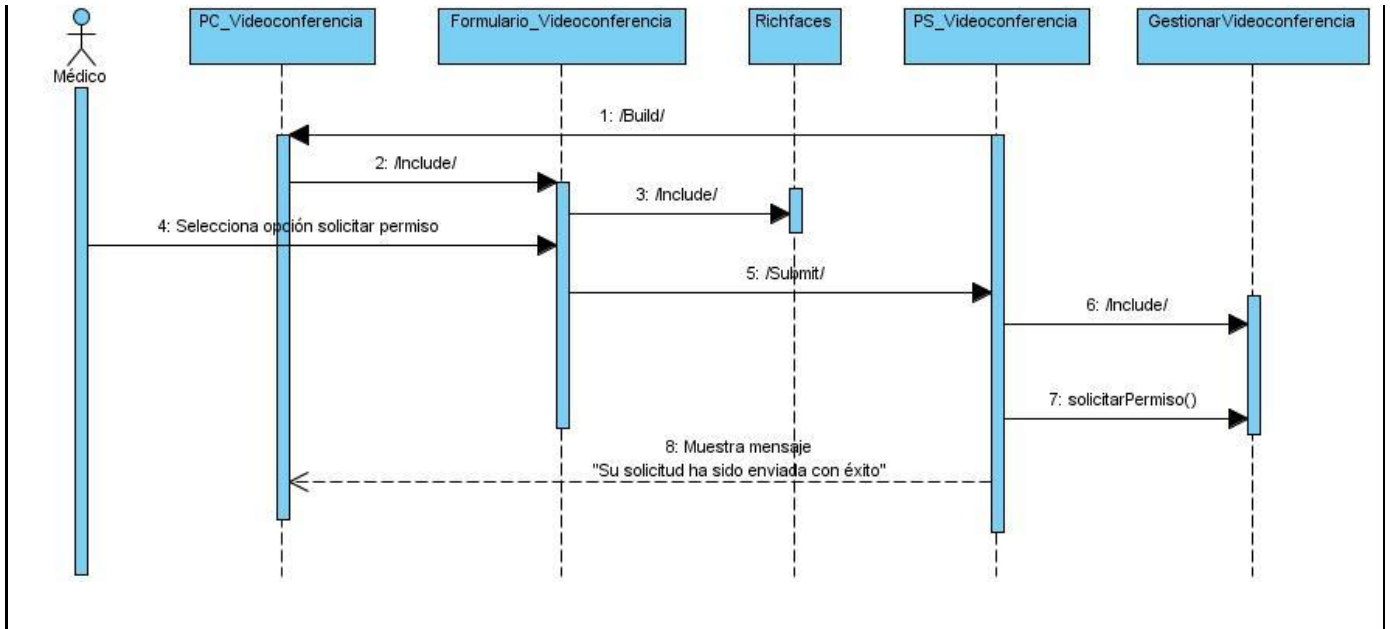 PC_Videoconferencia
Formulario_Videoconferencia
Richfaces
PS_Videoconferencia
GestionarVideoconferencia
Médico
1: /Build/
2: /Include/
3: /Include/
4: Selecciona opción solicitar permiso
5: /Submit/
6: /Include/
7: solicitarPermiso()
8: Muestra mensaje
"Su solicitud ha sido enviada con éxito"